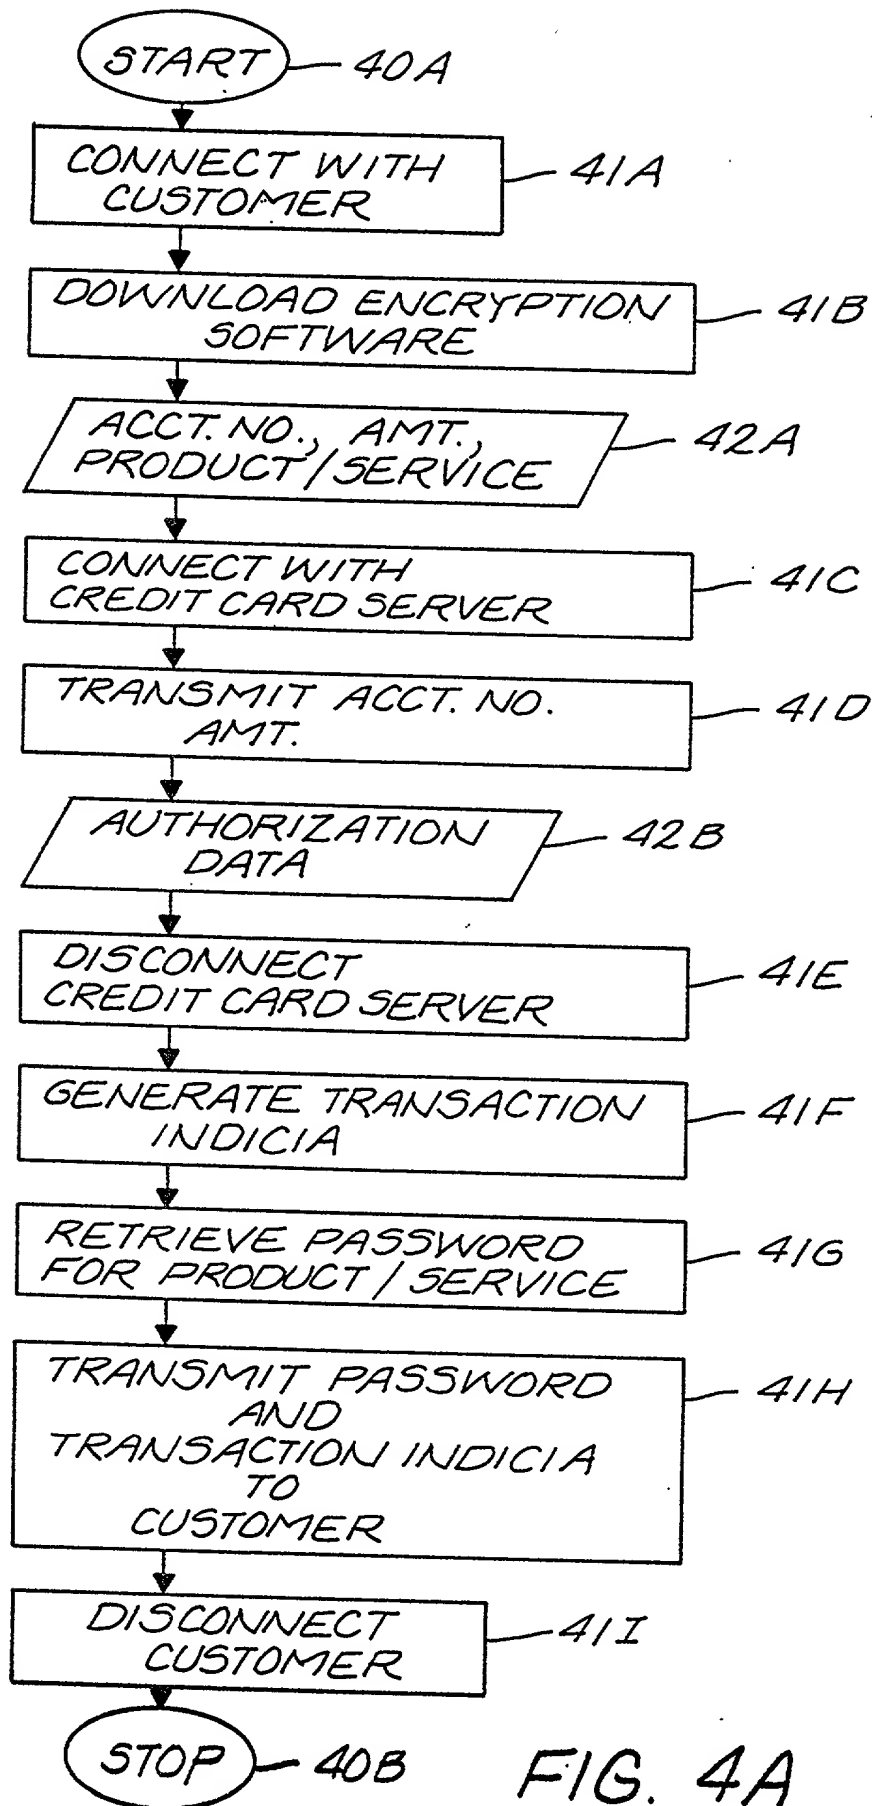 START 40A
CONNECT WITH
CUSTOMER
41A
DOWNLOAD ENCRYPTION
SOFTWARE
41B
ACCT. NO., AMT.,
PRODUCT/SERVICE
42A
CONNECT WITH
CREDIT CARD SERVER
41C
TRANSMIT ACCT. NO.
AMT.
41D
AUTHORIZATION
DATA
42B
DISCONNECT
CREDIT CARD SERVER
41E
GENERATE TRANSACTION
INDICIA
41F
RETRIEVE PASSWORD
FOR PRODUCT / SERVICE
41G
TRANSMIT PASSWORD
AND
TRANSACTION INDICIA
TO
CUSTOMER
41H
DISCONNECT
CUSTOMER
41I
STOP 40B
FIG. 4A